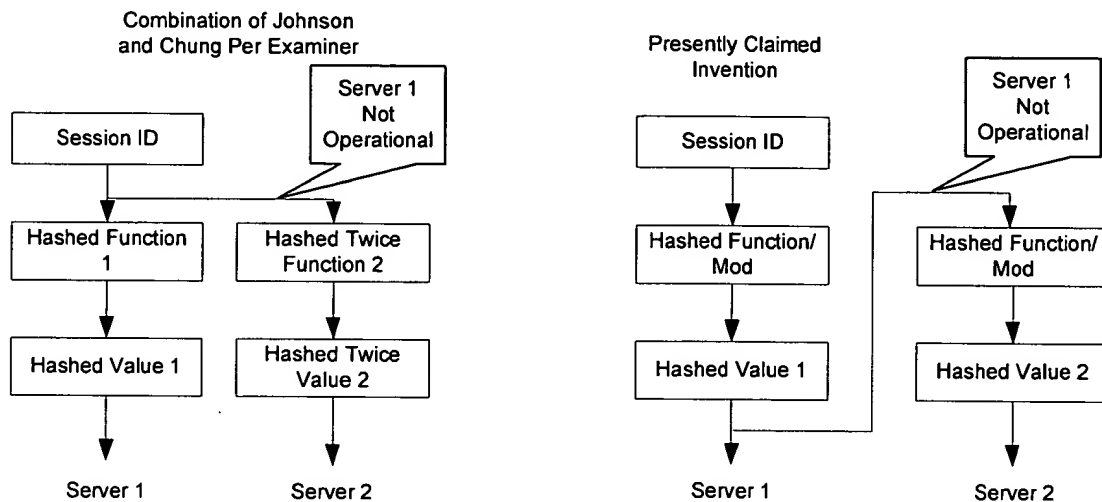 Combination of Johnson
and Chung Per Examiner
Server 1
Not
Operational
Session ID
Hashed Function
1
Hashed Twice
Function 2
Hashed Value 1
Hashed Twice
Value 2
Server 1
Server 2
Presently Claimed
Invention
Server 1
Not
Operational
Session ID
Hashed Function/
Mod
Hashed Function/
Mod
Hashed Value 1
Hashed Value 2
Server 1
Server 2